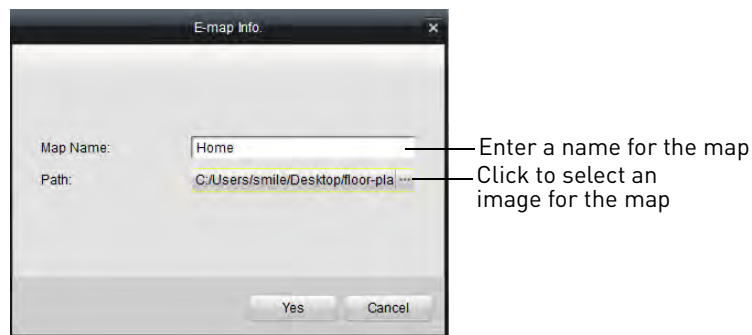 E-map Info.
Map Name:
Home
Enter a name for the map
Path:
C:/Users/smile/Desktop/floor-pla ...
Click to select an
image for the map
Yes
Cancel